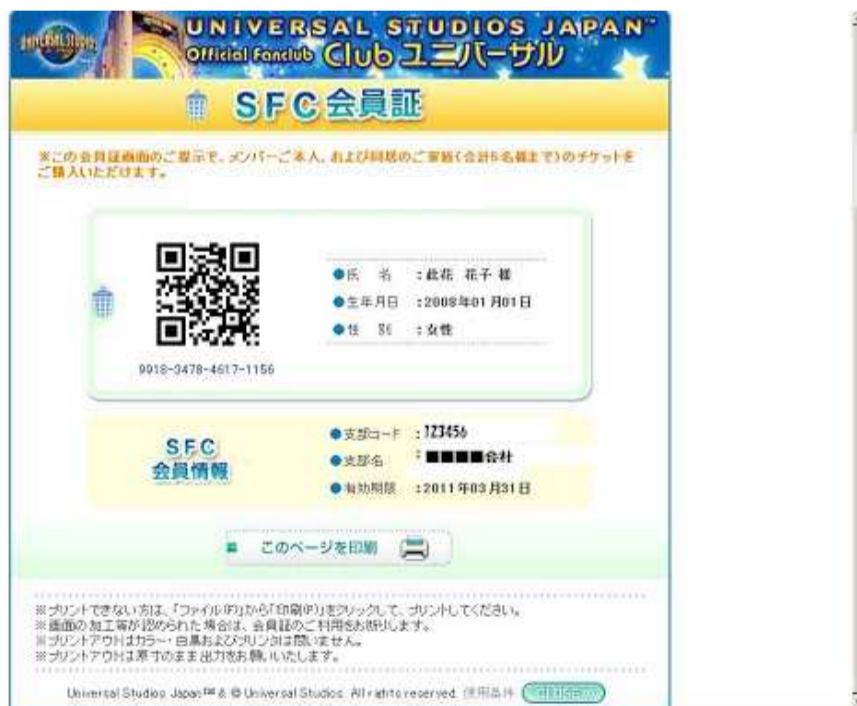 UNIVERSAL STUDIOS JAPAN™
Official Fanclub Club ユニバーサル
SFC会員証
※この会員証画面のご提示で、メンバーご本人、および同居のご家族(合計5名様まで)のチケットを
ご購入いただけます。
●氏 名 :此花 花子 様
●生年月日 :2008年01月01日
●性 別 :女性
9918-3478-4617-1156
SFC
会員情報
●支部コード :123456
●支部名 :■■■■会社
●有効期限 :2011年03月31日
このページを印刷
※プリントできない方は、「ファイル(F)」から「印刷(P)」をクリックして、プリントしてください。
※画面の加工等が認められた場合は、会員証のご利用をお断りします。
※プリントアウトはカラー・白黒およびプリンタは問いません。
※プリントアウトは原寸のまま出力をお願いいたします。
Universal Studios Japan™ & © Universal Studios. All rights reserved. 使用条件 CLOSE